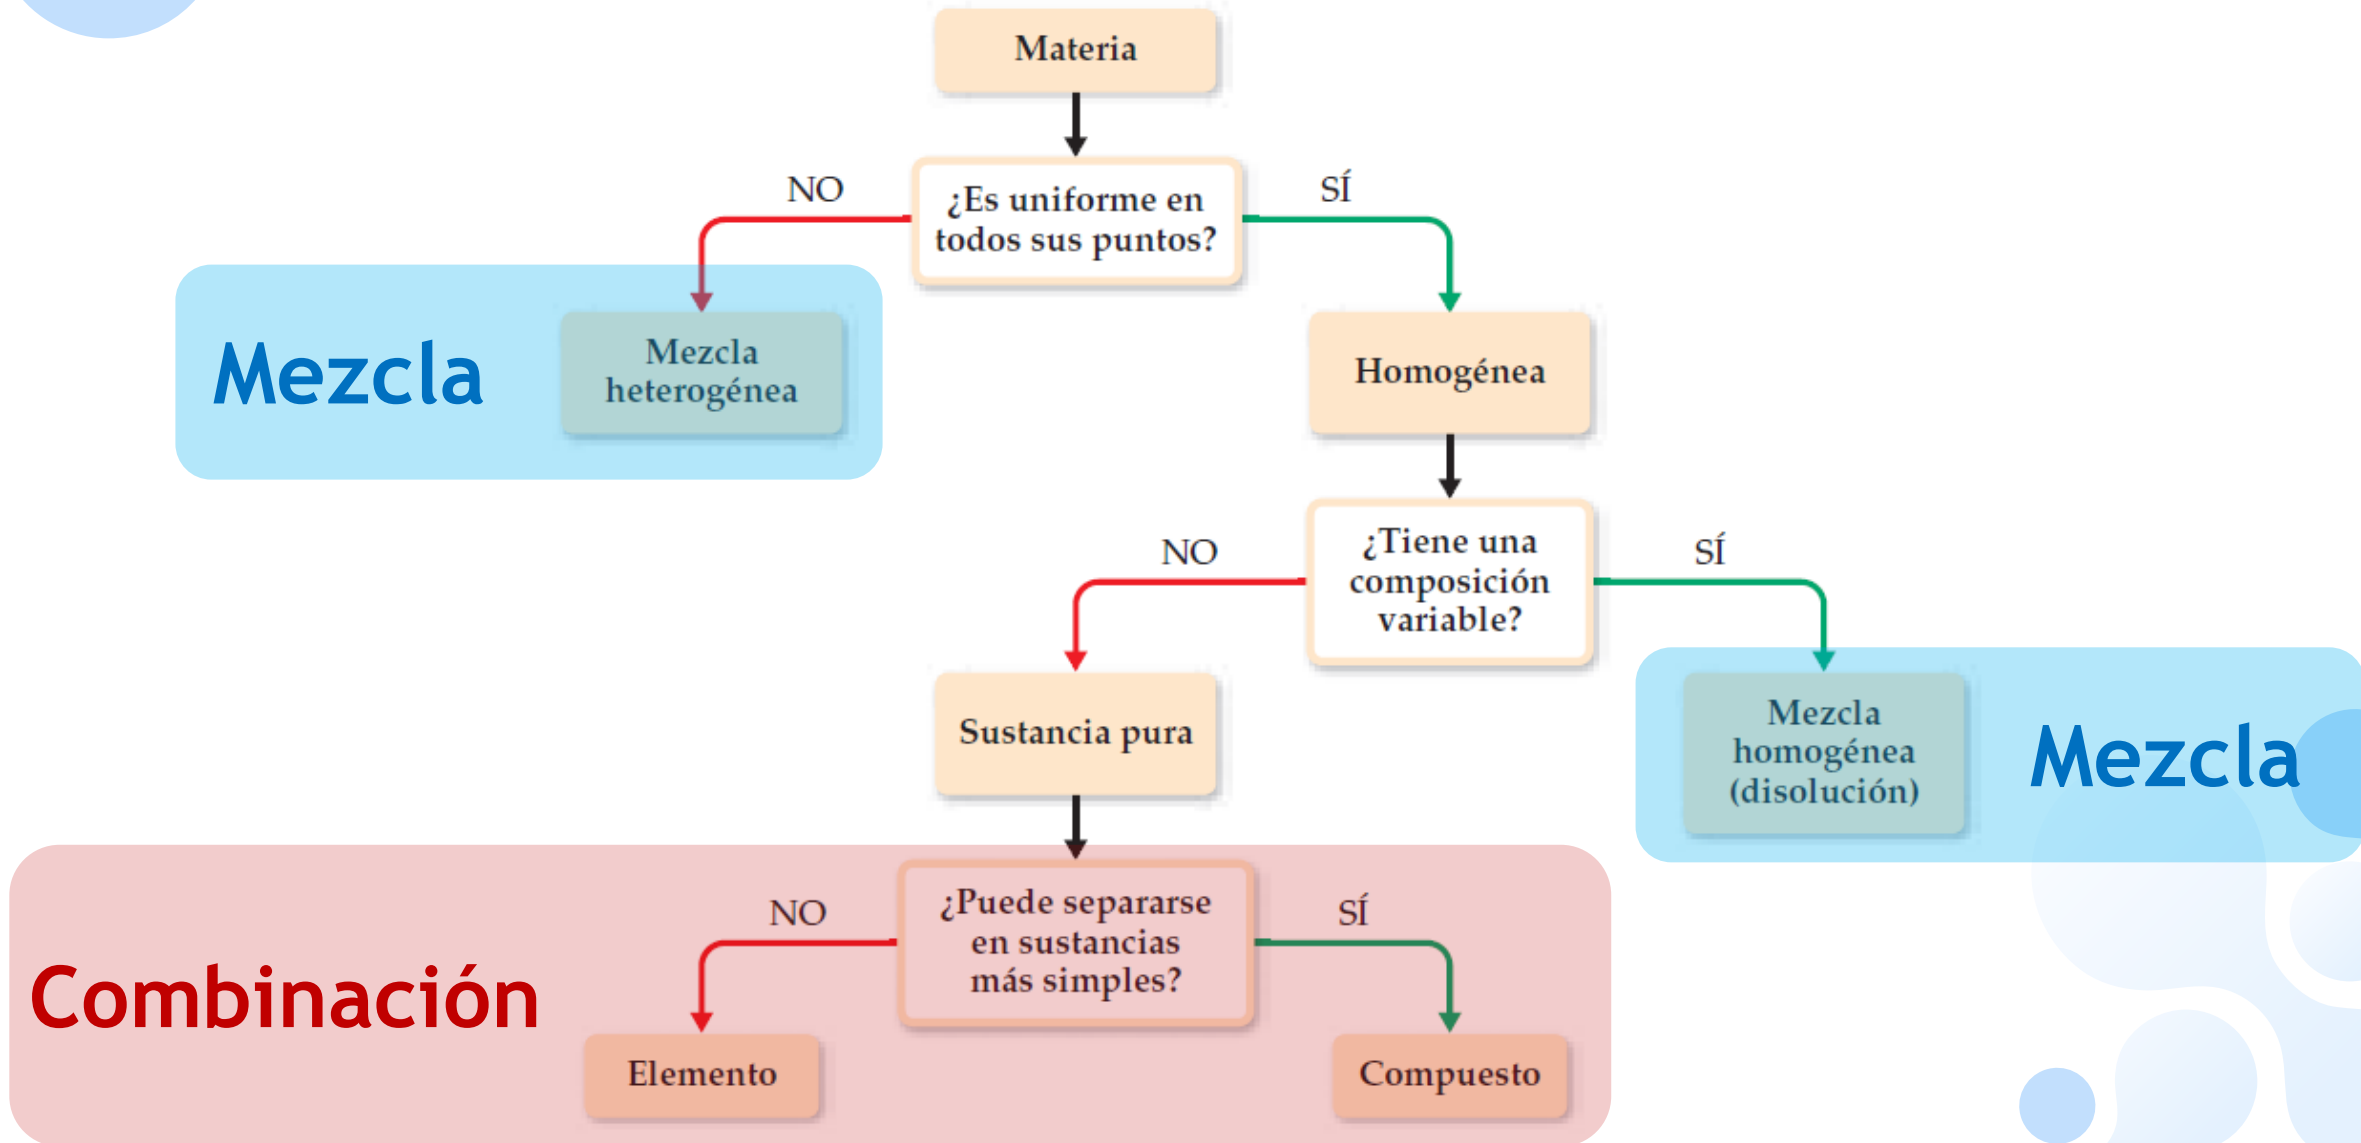 Materia
NO
¿Es uniforme en
todos sus puntos?
SÍ
Mezcla
Mezcla
heterogénea
Homogénea
NO
¿Tiene una
composición
variable?
SÍ
Sustancia pura
Mezcla
homogénea
(disolución)
Mezcla
Combinación
NO
¿Puede separarse
en sustancias
más simples?
SÍ
Elemento
Compuesto